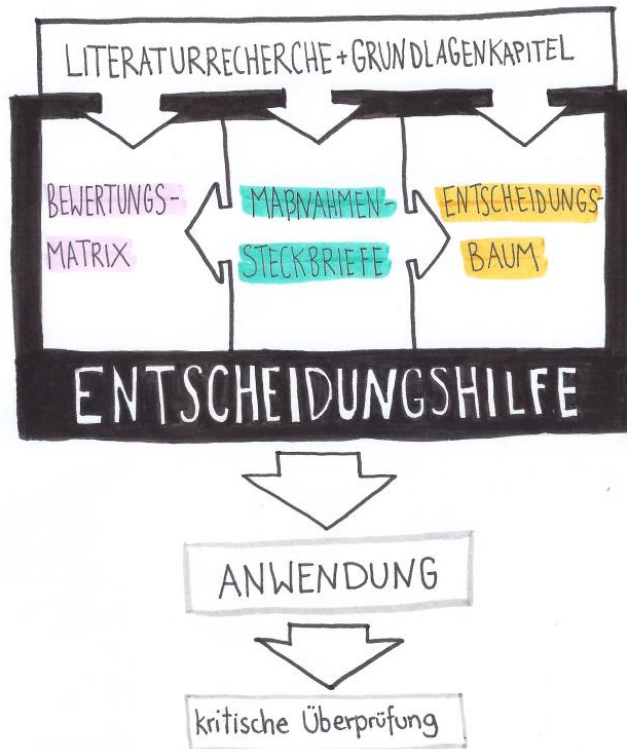 LITERATURRECHERCHE + GRUNDLAGENKAPITEL
BEWERTUNGS-
MATRIX
MAßNAHMEN-
STECKBRIEFE
ENTSCHEIDUNGS-
BAUM
ENTSCHEIDUNGSHILFE
ANWENDUNG
kritische Überprüfung